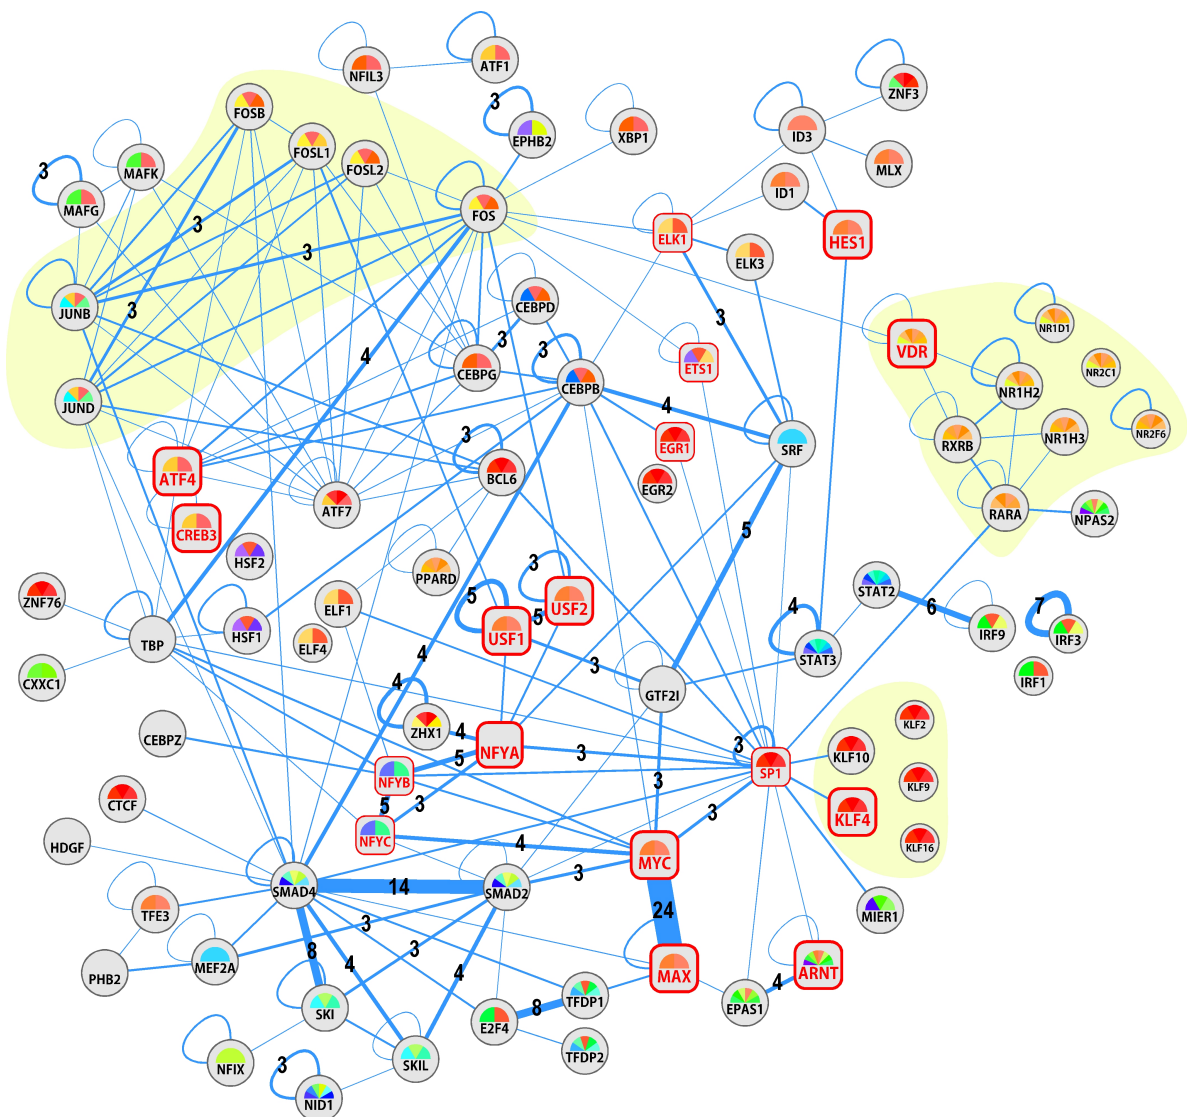 ATF1
NFIL3
ZNF3
FOSB
3
EPHB2
XBP1
ID3
FOSL1
FOSL2
MAFK
MLX
3
MAFG
ID1
FOS
3
ELK1
HES1
ELK3
3
CEBPD
JUNB
3
3
NR1D1
VDR
4
CEBPG
3
3
CEBPB
ETS1
NR2C1
NR1H2
JUND
4
NR2F6
3
EGR1
SRF
RXRB
NR1H3
ATF4
BCL6
EGR2
ATF7
RARA
NPAS2
CREB3
5
HSF2
PPARD
3
ZNF76
ELF1
5
5
USF2
STAT2
6
7
TBP
HSF1
ELF4
USF1
4
IRF9
IRF3
4
3
STAT3
CXXC1
4
GTF2I
IRF1
ZHX1
4
NFYA
3
3
KLF2
CEBPZ
5
NFYB
SP1
KLF10
3
KLF9
CTCF
5
3
NFYC
3
KLF4
HDGF
4
MYC
KLF16
SMAD4
14
SMAD2
3
TFE3
3
24
MIER1
8
3
4
4
MEF2A
PHB2
MAX
4
ARNT
SKI
8
TFDP1
EPAS1
E2F4
NFIX
3
SKIL
TFDP2
NID1